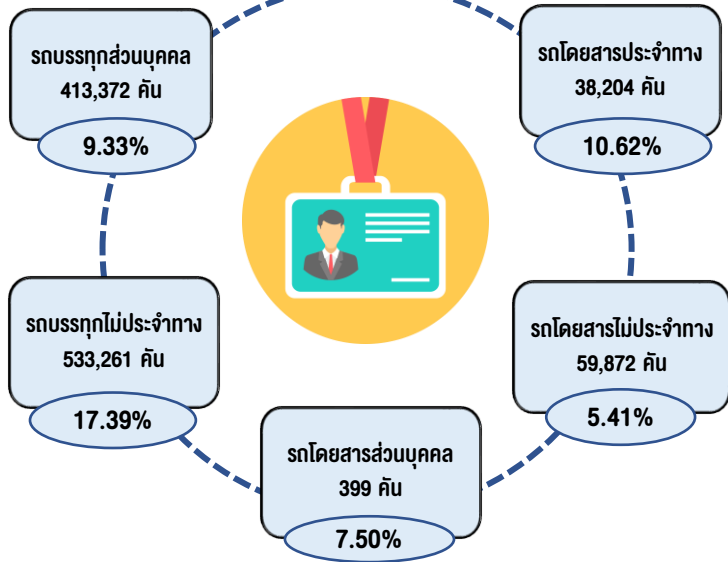 รถบรรทุกส่วนบุคคล
413,372 คัน
9.33%
รถโดยสารประจำทาง
38,204 คัน
10.62%
รถบรรทุกไม่ประจำทาง
533,261 คัน
17.39%
รถโดยสารไม่ประจำทาง
59,872 คัน
5.41%
รถโดยสารส่วนบุคคล
399 คัน
7.50%